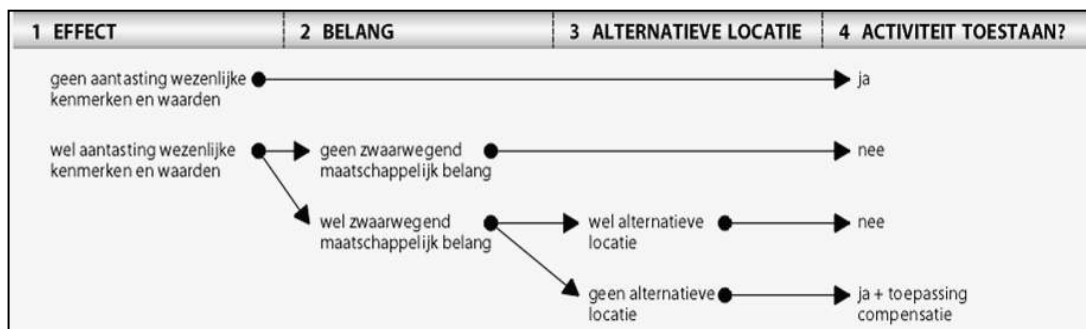 1 EFFECT 2 BELANG 3 ALTERNATIEVE LOCATIE 4 ACTIVITEIT TOESTAAN?
geen aantasting wezenlijke
kenmerken en waarden
ja
wel aantasting wezenlijke
kenmerken en waarden
geen zwaarwegend
maatschappelijk belang
nee
wel zwaarwegend
maatschappelijk belang
wel alternatieve
locatie
nee
geen alternatieve
locatie
ja + toepassing
compensatie